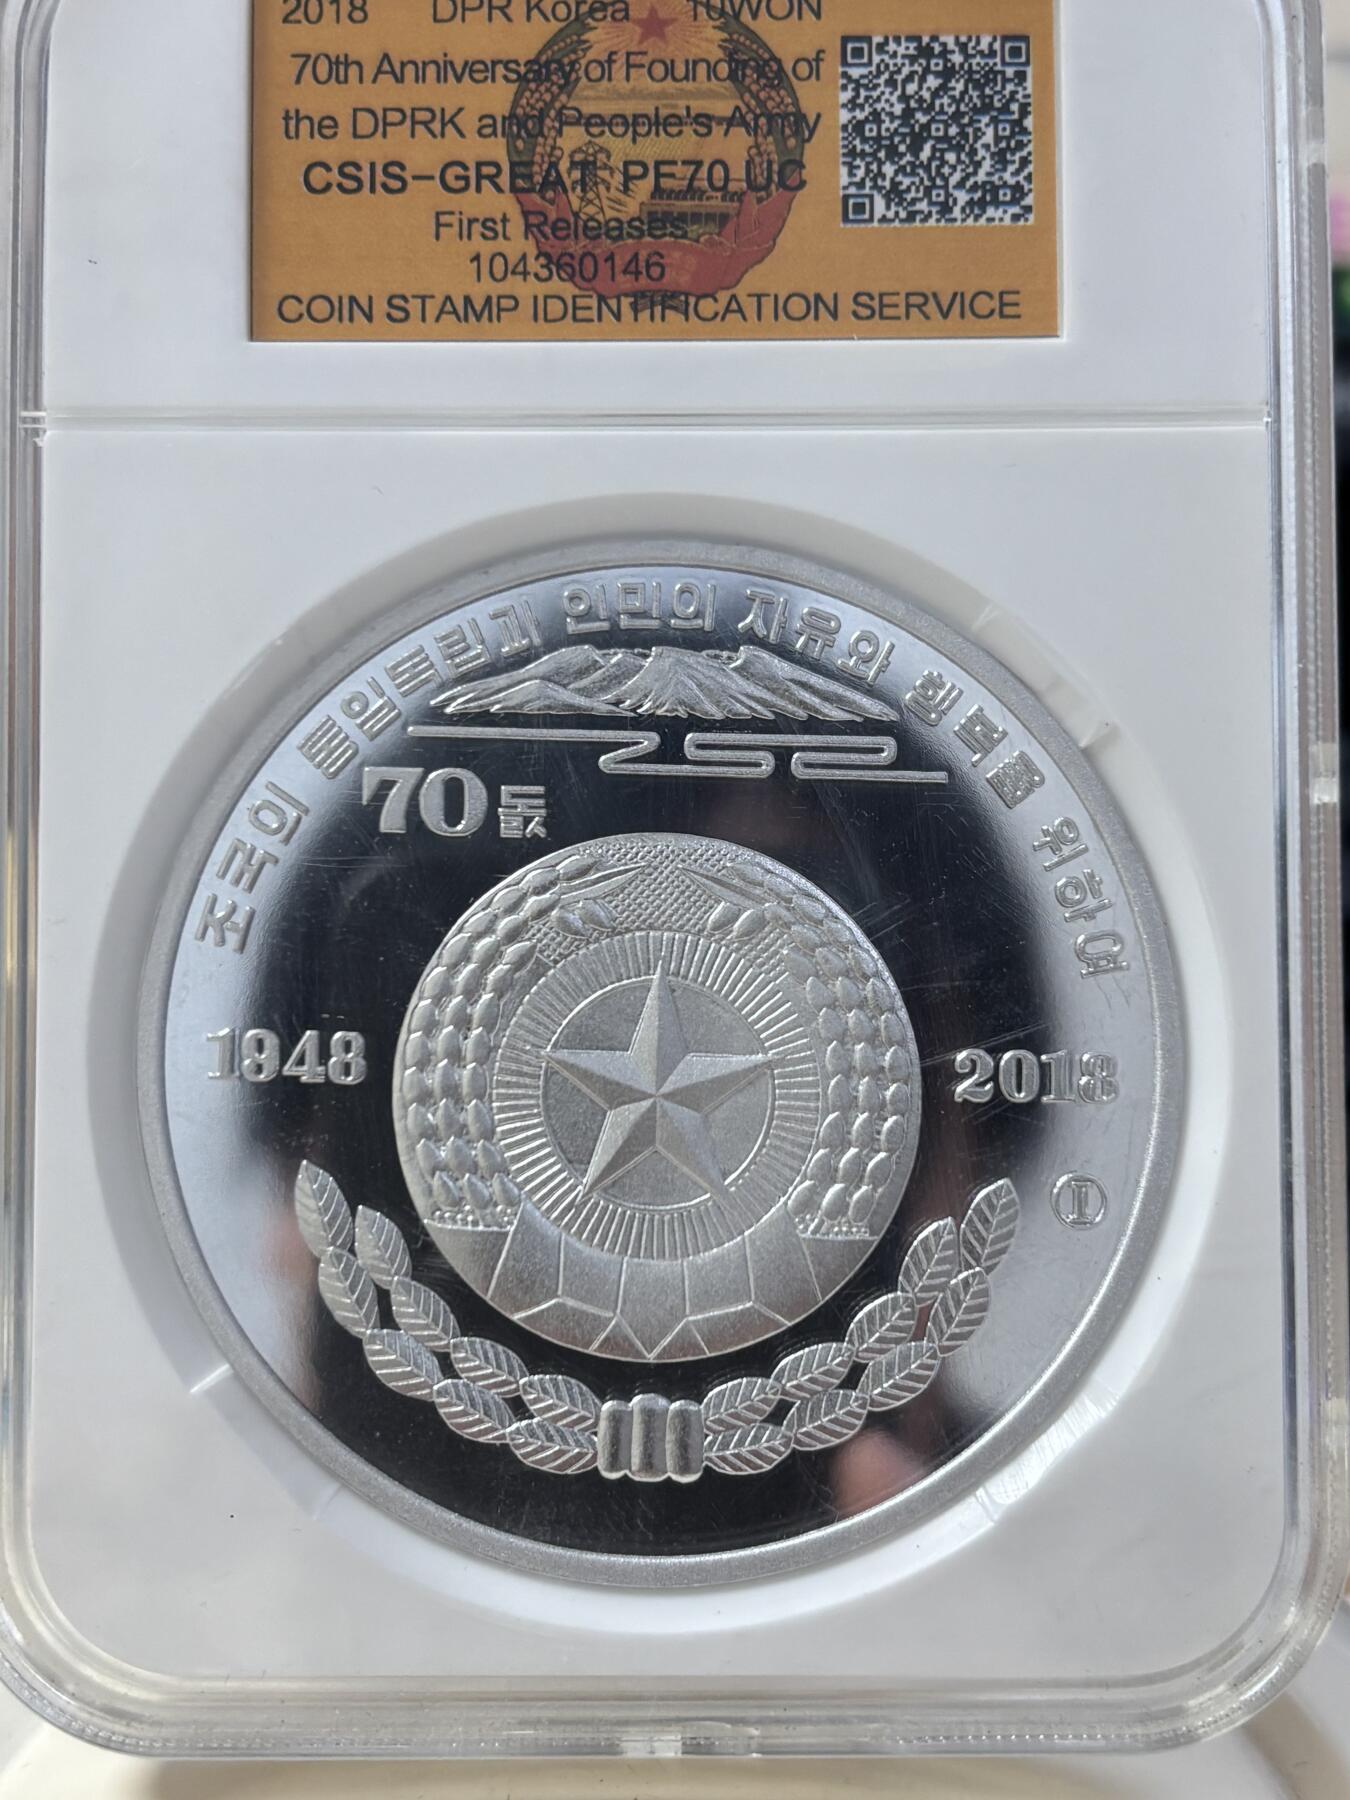 2018 DPR Korea 10WON
70th Anniversary of Founding of
the DPRK and People's Army
CSIS-GREAT PF70 UC
First Releases
104360146
COIN STAMP IDENTIFICATION SERVICE
조국의 통일독립과 인민의 자유와 행복을 위하여
70돐
1948
2018
I